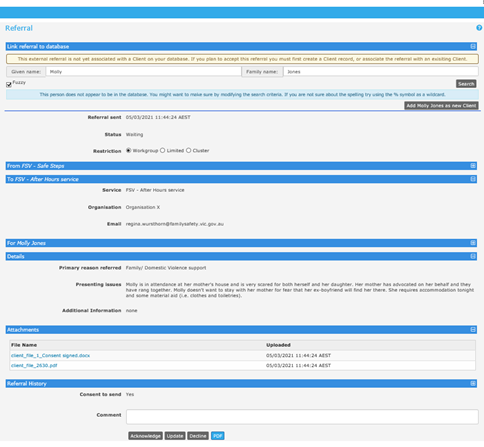 Referral
Link referral to database
This external referral is not yet associated with a Client on your database. If you plan to accept this referral you must first create a Client record, or associate the referral with an existing Client.
Given name: Molly Family name: Jones
Fuzzy Search
This person does not appear to be in the database. You might want to make sure by modifying the search criteria. If you are not sure about the spelling try using the % symbol as a wildcard.
Add Molly Jones as new Client
Referral sent 05/03/2021 11:44:24 AEST
Status Waiting
Restriction Workgroup Limited Cluster
From FSV - Safe Steps
To FSV - After Hours service
Service FSV - After Hours service
Organisation Organisation X
Email regine.wursthorn@familysafety.vic.gov.au
For Molly Jones
Details
Primary reason referred Family/ Domestic Violence support
Presenting issues Molly is in attendance at her mother's house and is very scared for both herself and her daughter. Her mother has advocated on her behalf and they
have rang together. Molly doesn't want to stay with her mother for fear that her ex-boyfriend will find her there. She requires accommodation tonight
and some material aid (i.e. clothes and toiletries).
Additional Information none
Attachments
File Name Uploaded
client_file_1_Consent signed.docx 05/03/2021 11:44:24 AEST
client_file_2630.pdf 05/03/2021 11:44:24 AEST
Referral History
Consent to send Yes
Comment
Acknowledge Update Decline PDF